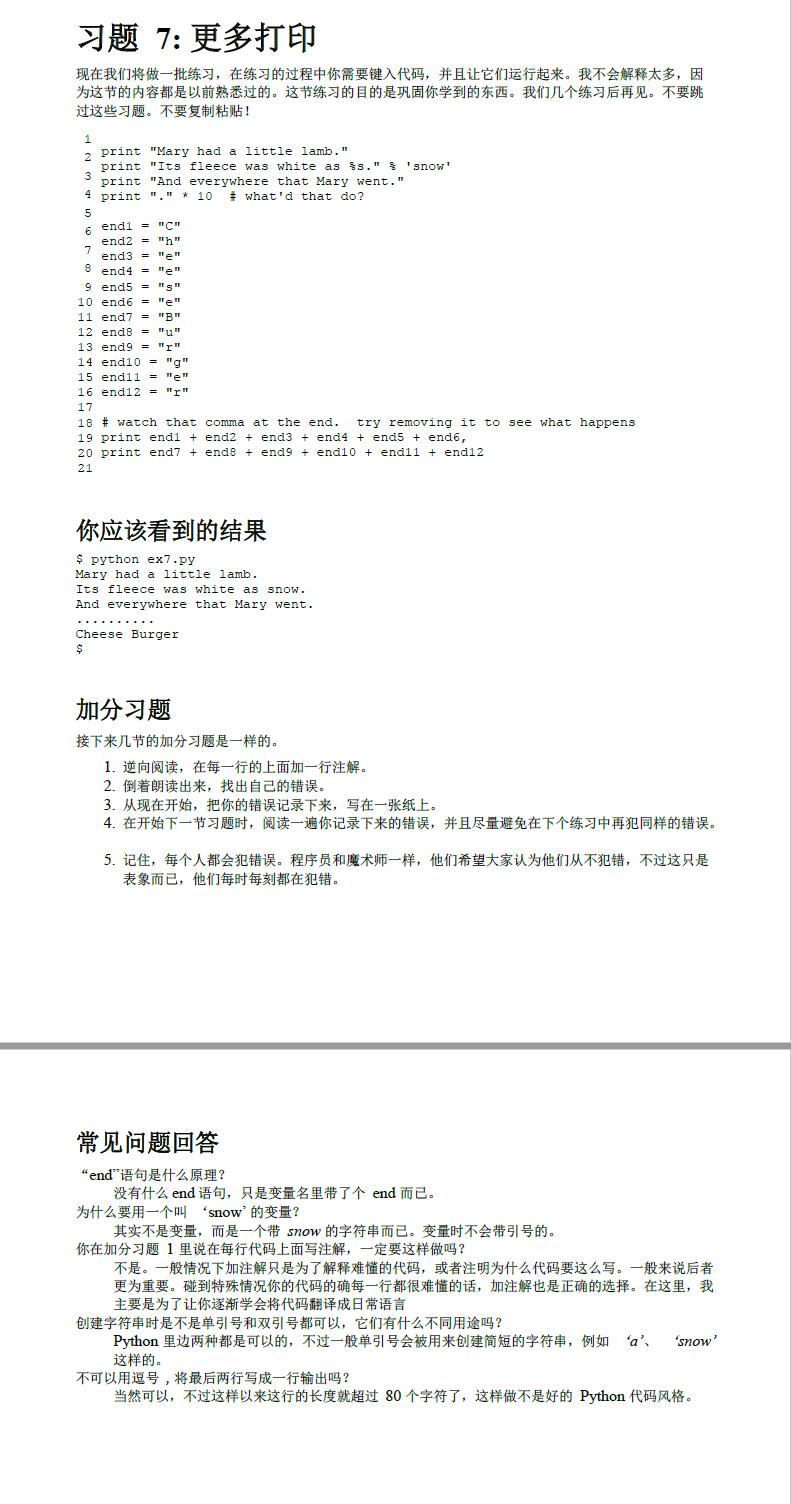 习题 7: 更多打印
现在我们将做一批练习，在练习的过程中你需要键入代码，并且让它们运行起来。我不会解释太多，因
为这节的内容都是以前熟悉过的。这节练习的目的是巩固你学到的东西。我们几个练习后再见。不要跳
过这些习题。不要复制粘贴！
1
2 print "Mary had a little lamb."
3 print "Its fleece was white as %s." % 'snow'
4 print "And everywhere that Mary went."
5 print "." * 10  # what'd that do?
6 end1 = "C"
7 end2 = "h"
8 end3 = "e"
end4 = "e"
9 end5 = "s"
10 end6 = "e"
11 end7 = "B"
12 end8 = "u"
13 end9 = "r"
14 end10 = "g"
15 end11 = "e"
16 end12 = "r"
17
18 # watch that comma at the end.  try removing it to see what happens
19 print end1 + end2 + end3 + end4 + end5 + end6,
20 print end7 + end8 + end9 + end10 + end11 + end12
21
你应该看到的结果
$ python ex7.py
Mary had a little lamb.
Its fleece was white as snow.
And everywhere that Mary went.
..........
Cheese Burger
$
加分习题
接下来几节的加分习题是一样的。
1. 逆向阅读，在每一行的上面加一行注解。
2. 倒着朗读出来，找出自己的错误。
3. 从现在开始，把你的错误记录下来，写在一张纸上。
4. 在开始下一节习题时，阅读一遍你记录下来的错误，并且尽量避免在下个练习中再犯同样的错误。
5. 记住，每个人都会犯错误。程序员和魔术师一样，他们希望大家认为他们从不犯错，不过这只是
表象而已，他们每时每刻都在犯错。
常见问题回答
“end”语句是什么原理？
没有什么 end 语句，只是变量名里带了个 end 而已。
为什么要用一个叫 ‘snow’ 的变量？
其实不是变量，而是一个带 snow 的字符串而已。变量时不会带引号的。
你在加分习题 1 里说在每行代码上面写注解，一定要这样做吗？
不是。一般情况下加注解只是为了解释难懂的代码，或者注明为什么代码要这么写。一般来说后者
更为重要。碰到特殊情况你的代码的确每一行都很难懂的话，加注解也是正确的选择。在这里，我
主要是为了让你逐渐学会将代码翻译成日常语言
创建字符串时是不是单引号和双引号都可以，它们有什么不同用途吗？
Python 里边两种都是可以的，不过一般单引号会被用来创建简短的字符串，例如 ‘a’、 ‘snow’
这样的。
不可以用逗号 , 将最后两行写成一行输出吗？
当然可以，不过这样以来这行的长度就超过 80 个字符了，这样做不是好的 Python 代码风格。